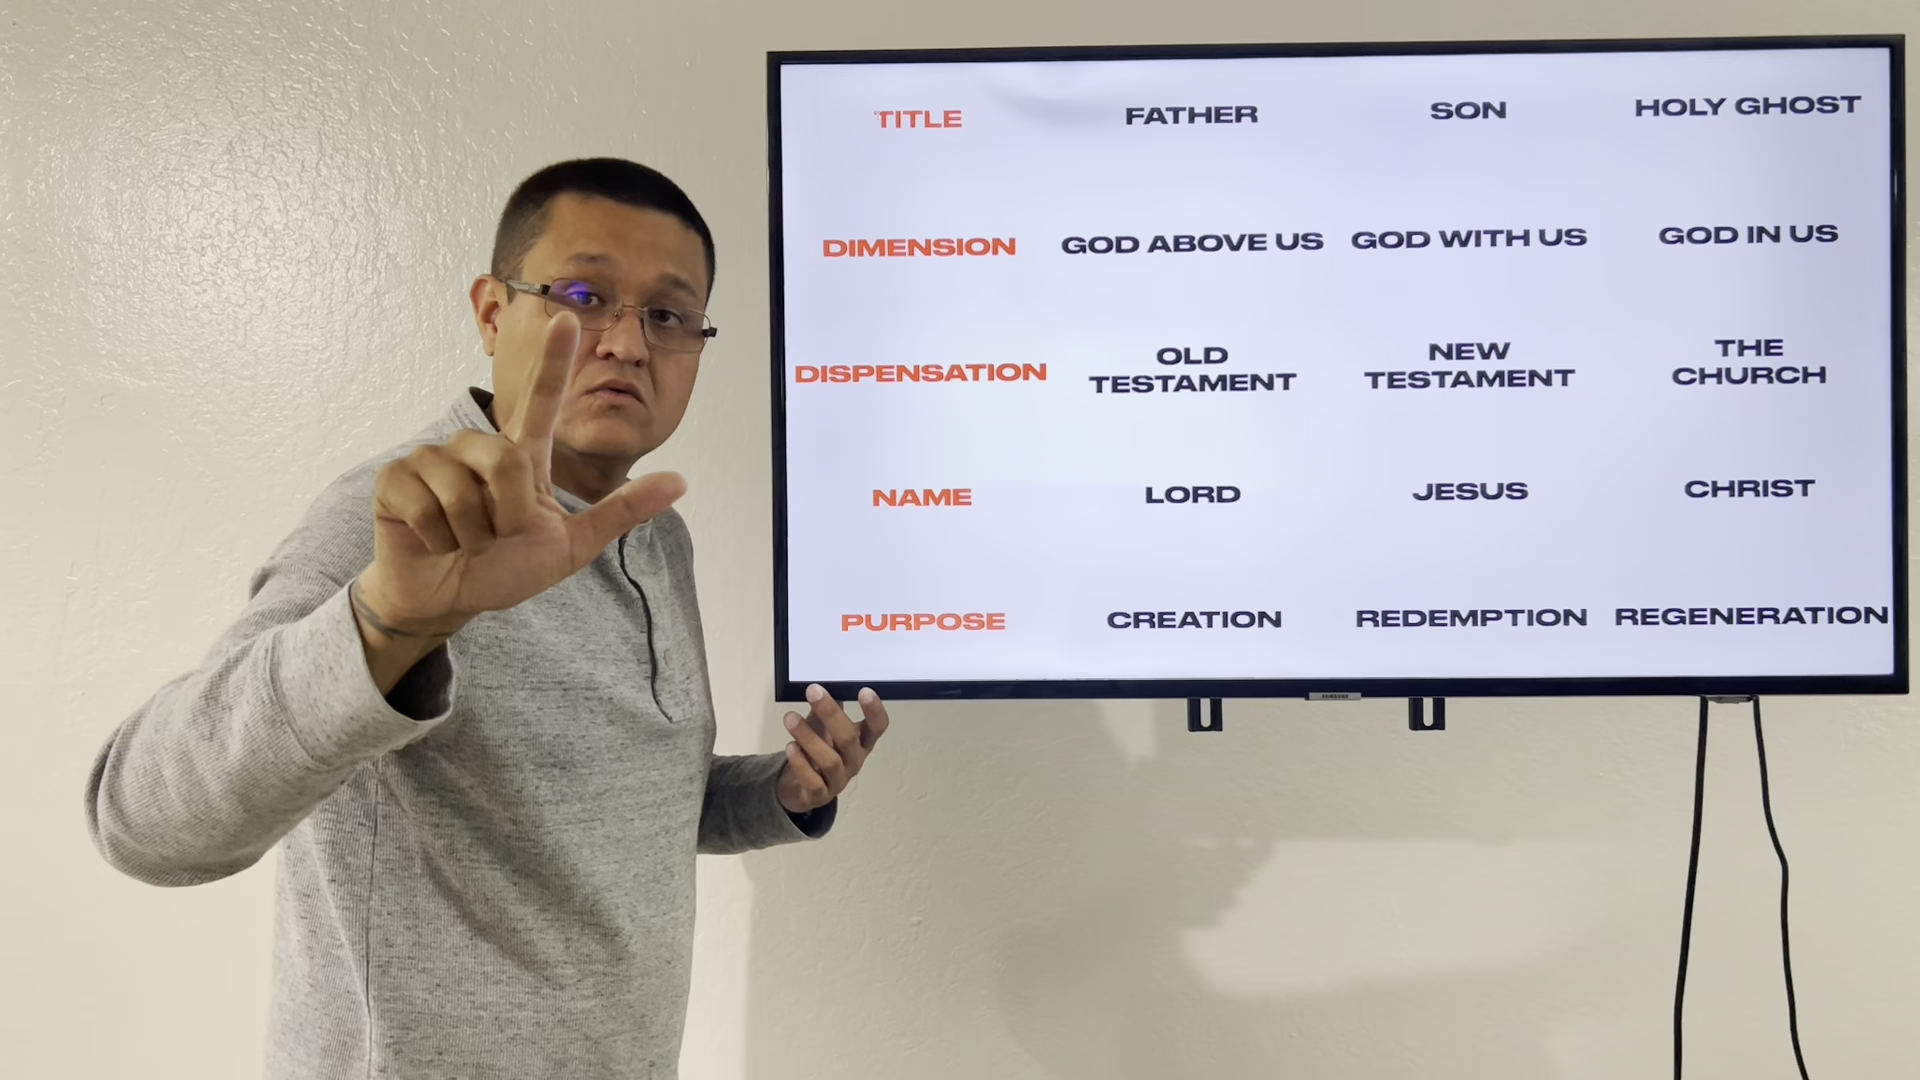 TITLE FATHER SON HOLY GHOST
DIMENSION GOD ABOVE US GOD WITH US GOD IN US
DISPENSATION OLD TESTAMENT NEW TESTAMENT THE CHURCH
NAME LORD JESUS CHRIST
PURPOSE CREATION REDEMPTION REGENERATION
SAMSUNG